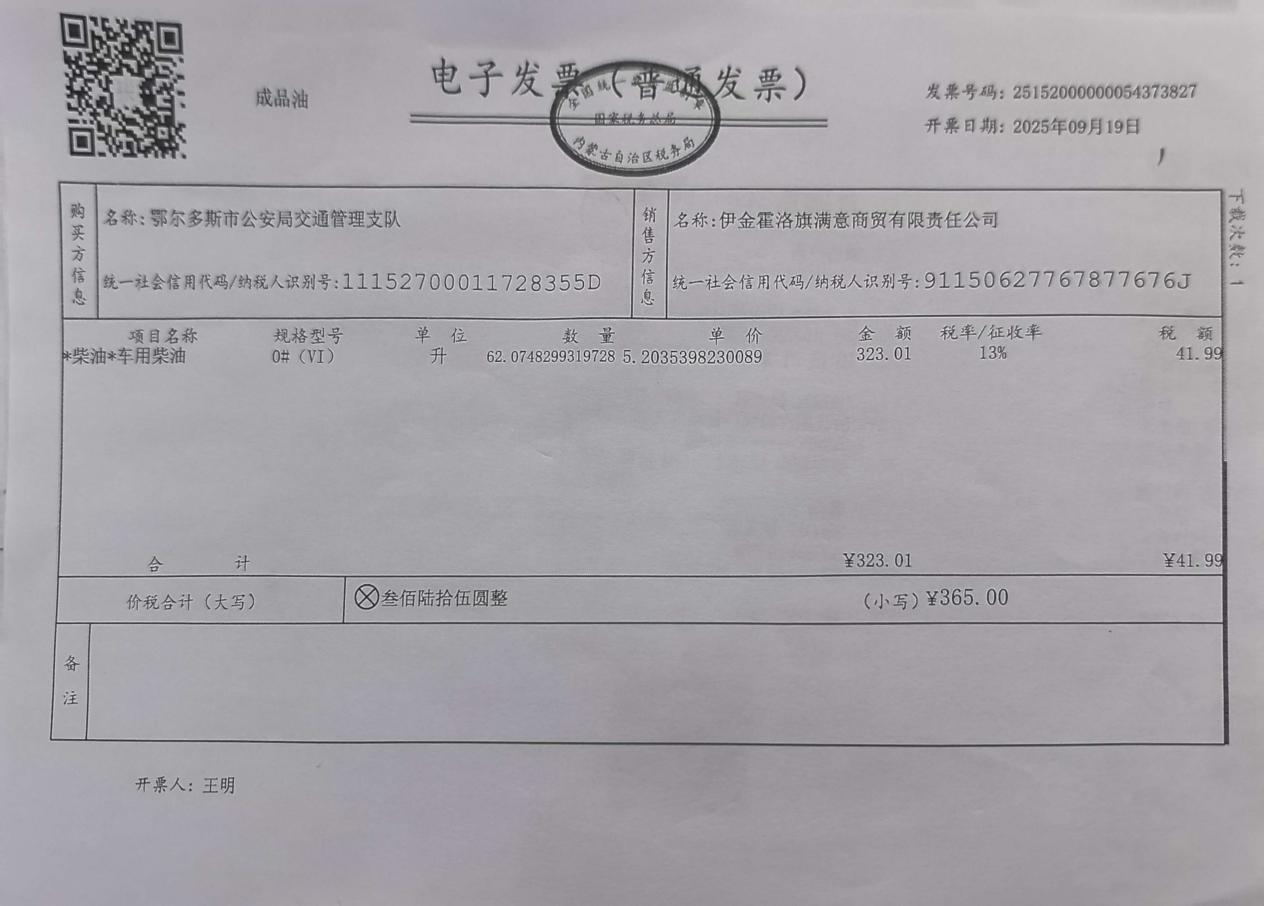 成品油
电子发票（普通发票）
国家税务总局
内蒙古自治区税务局
发票号码：25152000000054373827
开票日期：2025年09月19日
下载次数：1
购买方信息
名称：鄂尔多斯市公安局交通管理支队
统一社会信用代码/纳税人识别号：11152700011728355D
销售方信息
名称：伊金霍洛旗满意商贸有限责任公司
统一社会信用代码/纳税人识别号：91150627767877676J
项目名称 规格型号 单位 数量 单价 金额 税率/征收率 税额
*柴油*车用柴油 0#（VI） 升 62.0748299319728 5.2035398230089 323.01 13% 41.99
合计 ¥323.01 ¥41.99
价税合计（大写） ⊗叁佰陆拾伍圆整 （小写）¥365.00
备注
开票人：王明